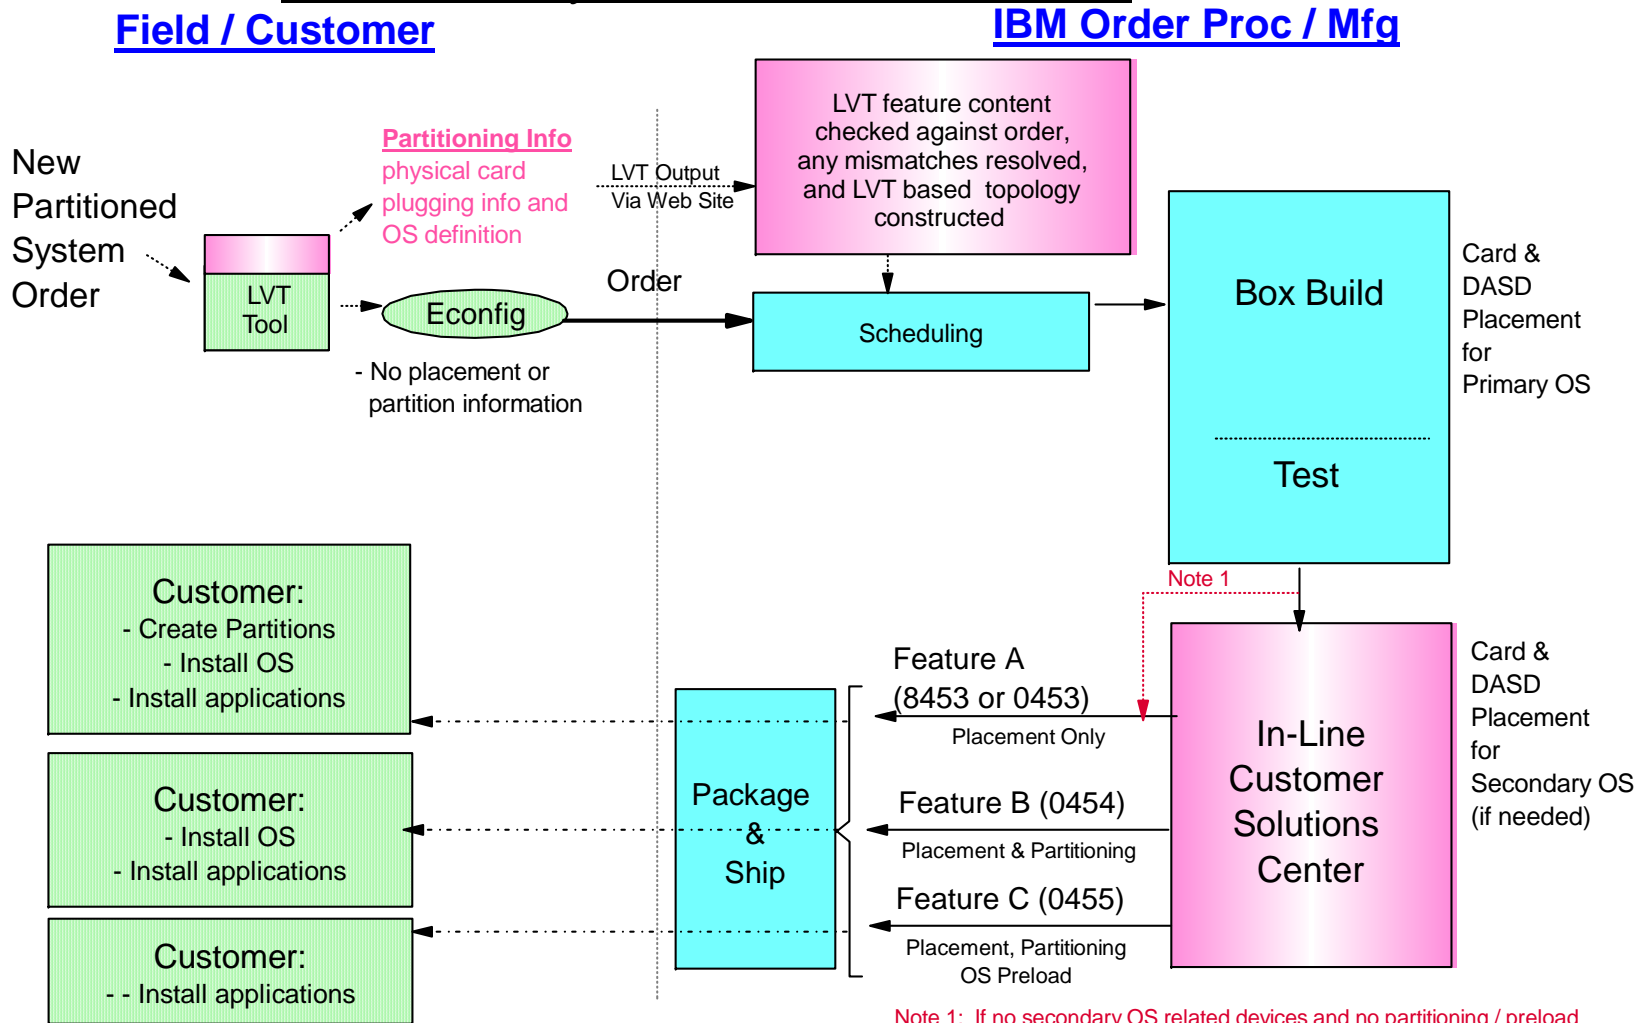 Field / Customer
IBM Order Proc / Mfg
New
Partitioned
System
Order
LVT
Tool
Partitioning Info
physical card
plugging info and
OS definition
LVT Output
Via Web Site
LVT feature content
checked against order,
any mismatches resolved,
and LVT based topology
constructed
Econfig
- No placement or
partition information
Order
Scheduling
Box Build
Test
Card &
DASD
Placement
for
Primary OS
Note 1
In-Line
Customer
Solutions
Center
Card &
DASD
Placement
for
Secondary OS
(if needed)
Feature A
(8453 or 0453)
Placement Only
Feature B (0454)
Placement & Partitioning
Feature C (0455)
Placement, Partitioning
OS Preload
Package
&
Ship
Customer:
- Create Partitions
- Install OS
- Install applications
Customer:
- Install OS
- Install applications
Customer:
- - Install applications
Note 1: If no secondary OS related devices and no partitioning / preload